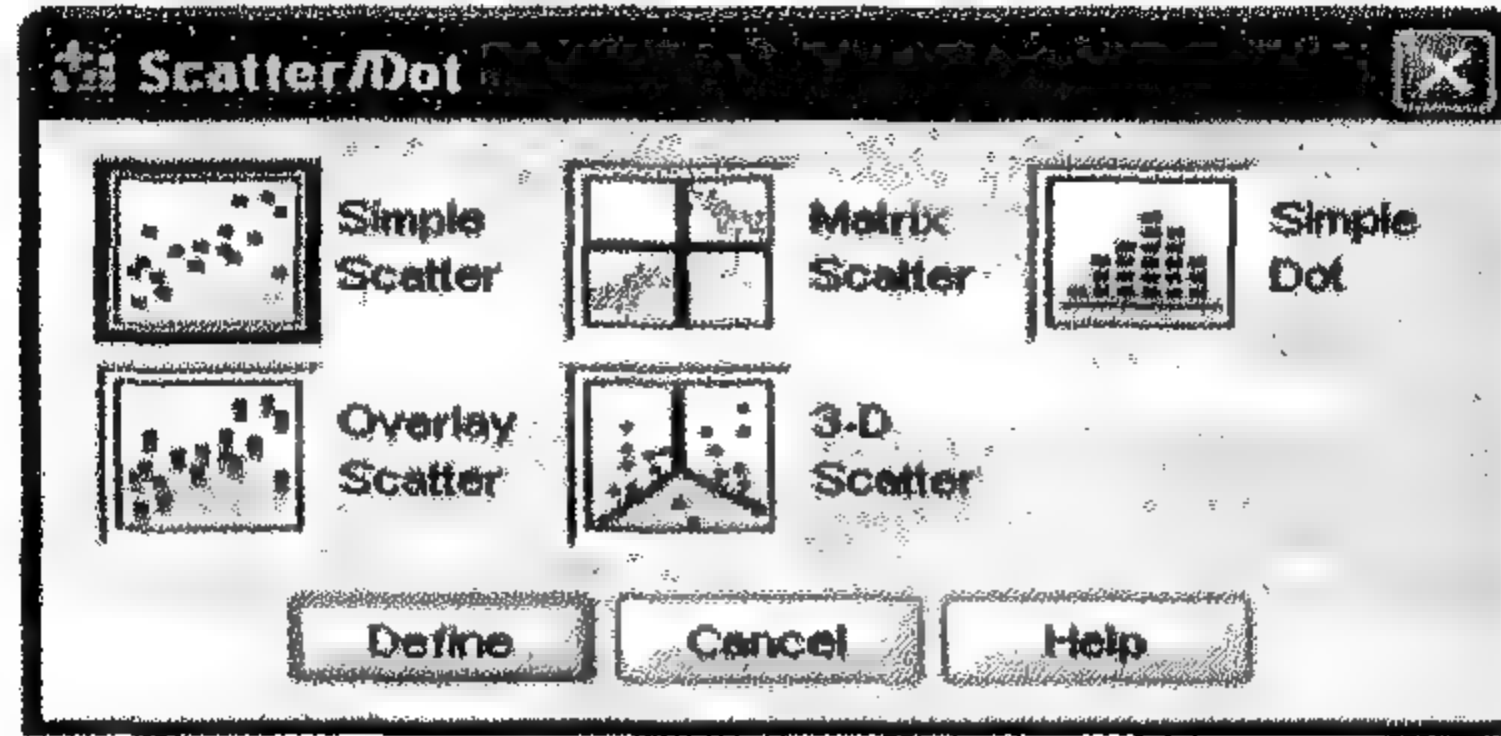 Scatter/Dot
Simple
Scatter
Matrix
Scatter
Simple
Dot
Overlay
Scatter
3-D
Scatter
Define
Cancel
Help